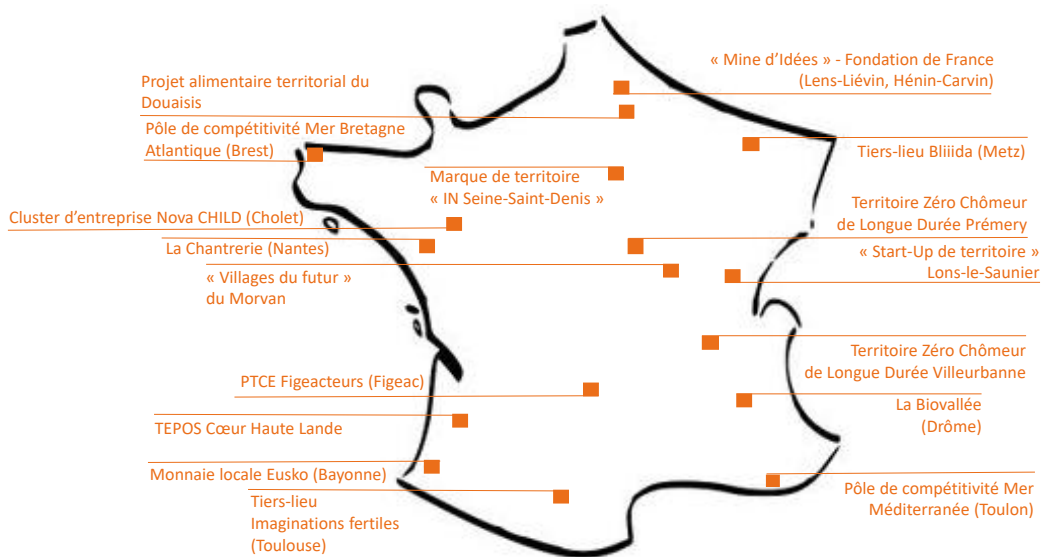 « Mine d’Idées » - Fondation de France
(Lens-Liévin, Hénin-Carvin)
Projet alimentaire territorial du
Douaisis
Pôle de compétitivité Mer Bretagne
Atlantique (Brest)
Tiers-lieu Bliiida (Metz)
Marque de territoire
« IN Seine-Saint-Denis »
Cluster d’entreprise Nova CHILD (Cholet)
Territoire Zéro Chômeur
de Longue Durée Prémery
La Chantrerie (Nantes)
« Start-Up de territoire »
Lons-le-Saunier
« Villages du futur »
du Morvan
Territoire Zéro Chômeur
de Longue Durée Villeurbanne
PTCE Figeacteurs (Figeac)
La Biovallée
(Drôme)
TEPOS Cœur Haute Lande
Monnaie locale Eusko (Bayonne)
Pôle de compétitivité Mer
Méditerranée (Toulon)
Tiers-lieu
Imaginations fertiles
(Toulouse)